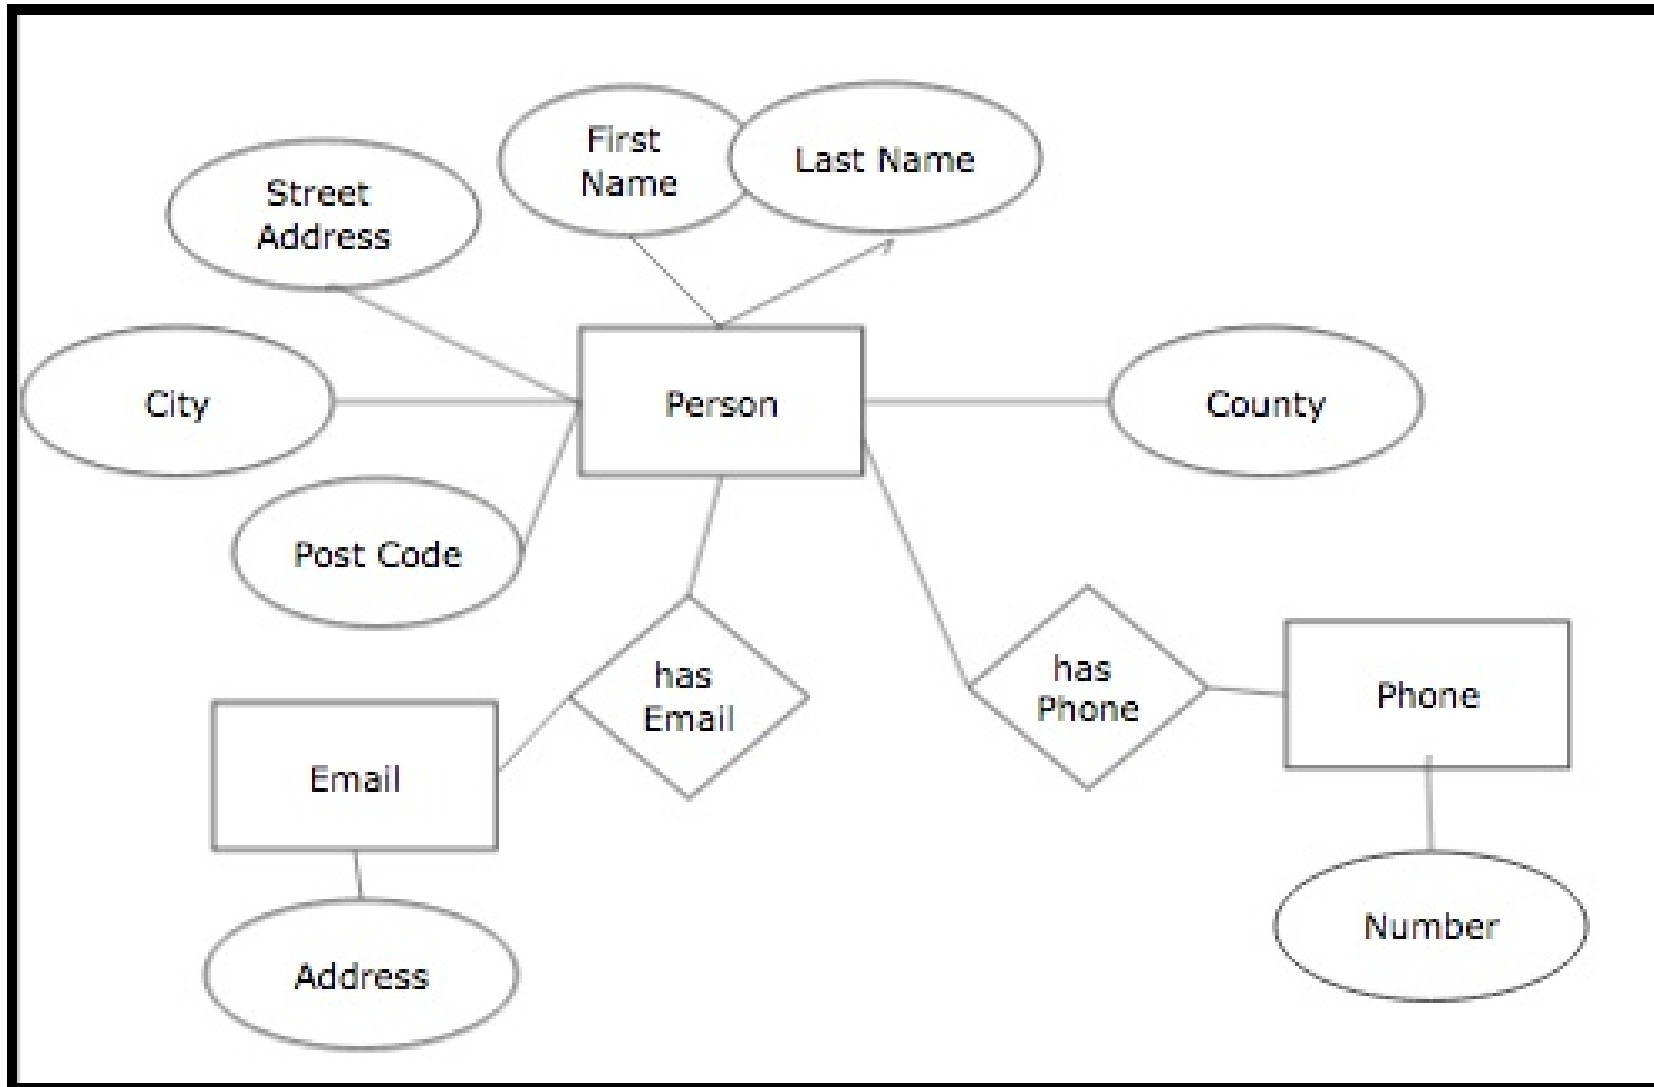 First
Name
Last Name
Street
Address
City
Person
County
Post Code
has
Email
has
Phone
Phone
Email
Number
Address